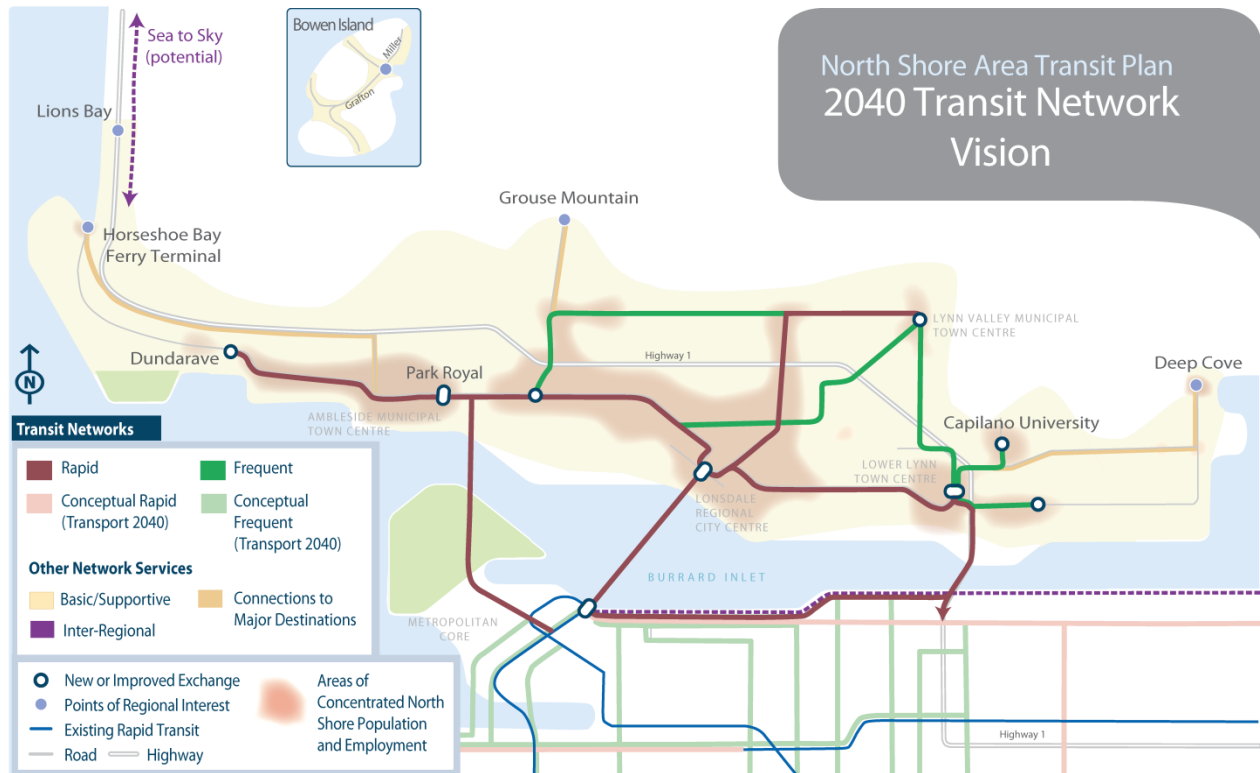 North Shore Area Transit Plan
2040 Transit Network
Vision
Sea to Sky
(potential)
Bowen Island
Miller
Grafton
Lions Bay
Grouse Mountain
Horseshoe Bay
Ferry Terminal
LYNN VALLEY MUNICIPAL
TOWN CENTRE
N
Dundarave
Park Royal
Highway 1
Deep Cove
AMBLESIDE MUNICIPAL
TOWN CENTRE
Capilano University
LOWER LYNN
TOWN CENTRE
LONSDALE
REGIONAL
CITY CENTRE
BURRARD INLET
METROPOLITAN
CORE
Highway 1
Transit Networks
Rapid
Frequent
Conceptual Rapid
(Transport 2040)
Conceptual
Frequent
(Transport 2040)
Other Network Services
Basic/Supportive
Connections to
Major Destinations
Inter-Regional
New or Improved Exchange
Points of Regional Interest
Existing Rapid Transit
Road
Highway
Areas of
Concentrated North
Shore Population
and Employment